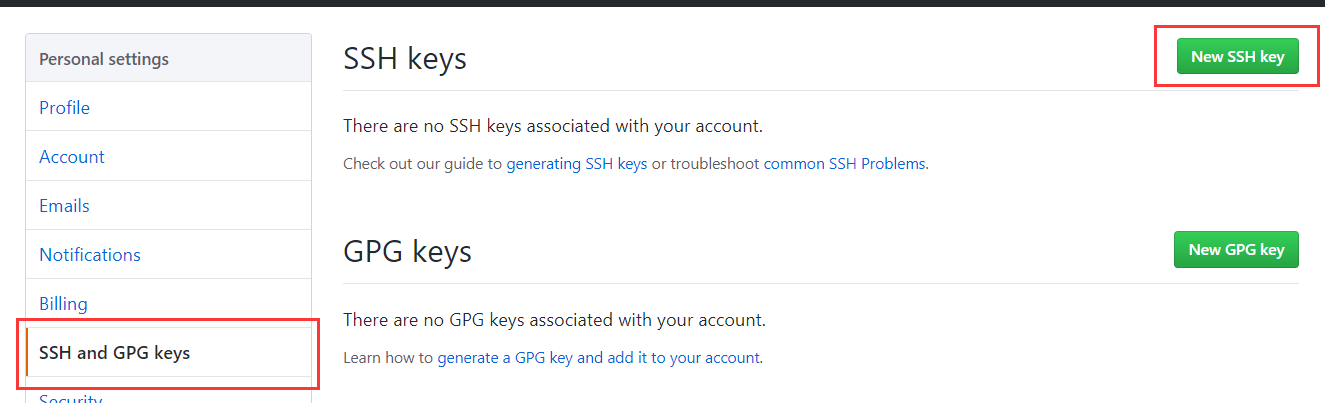 Personal settings
Profile
Account
Emails
Notifications
Billing
SSH and GPG keys
Security
SSH keys
New SSH key
There are no SSH keys associated with your account.
Check out our guide to generating SSH keys or troubleshoot common SSH Problems.
GPG keys
New GPG key
There are no GPG keys associated with your account.
Learn how to generate a GPG key and add it to your account.